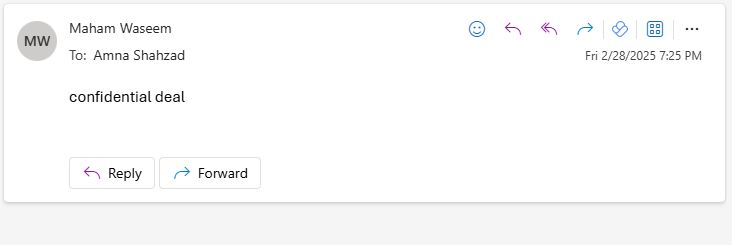 MW
Maham Waseem
To: Amna Shahzad
Fri 2/28/2025 7:25 PM
confidential deal
Reply
Forward